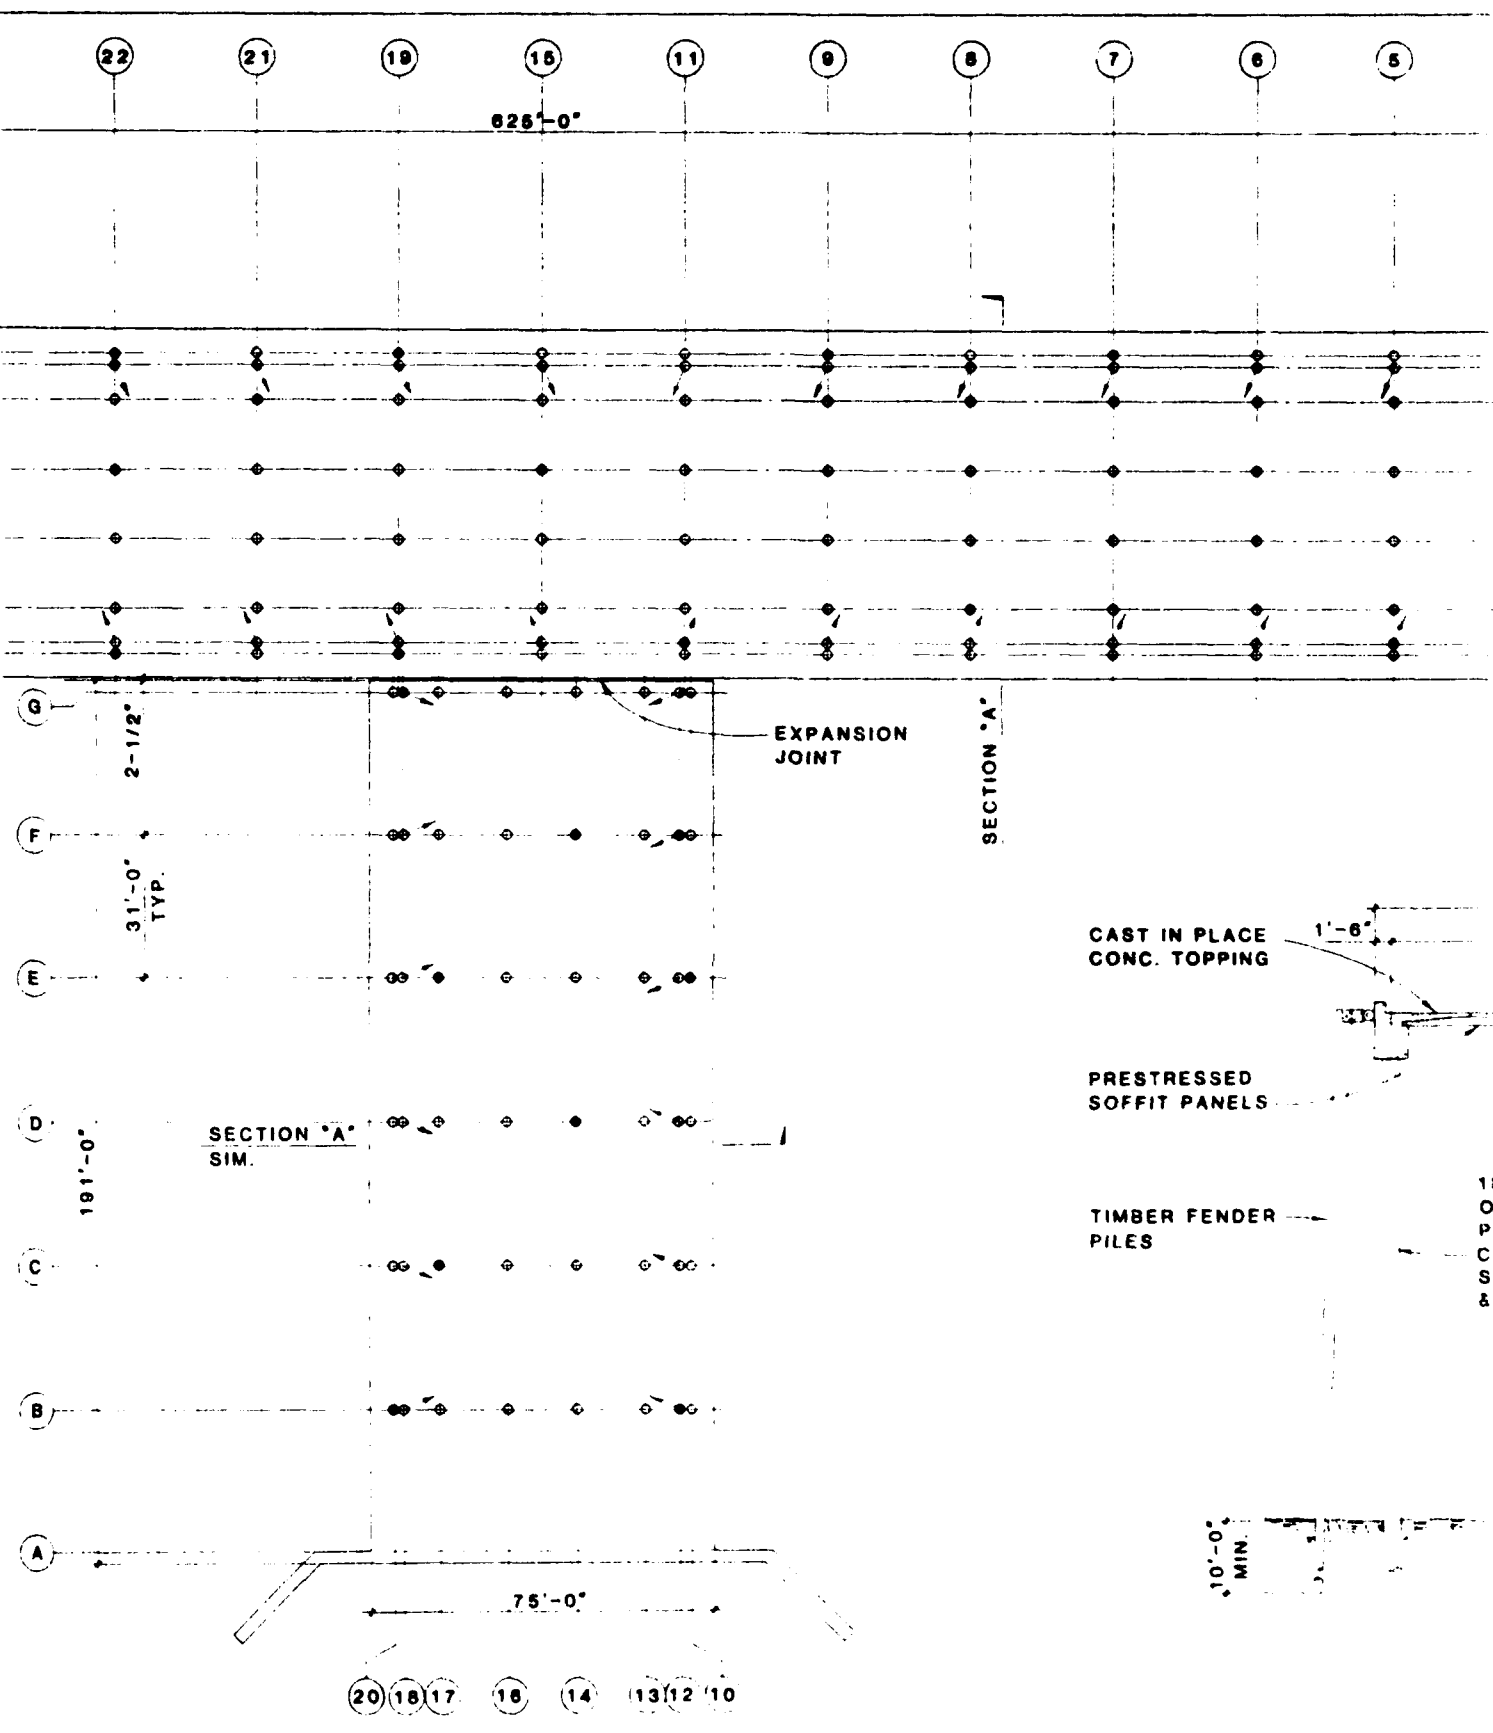 22 21 19 15 11 9 8 7 6 5
625'-0"
G
2-1/2"
EXPANSION
JOINT
SECTION "A"
F
31'-0"
TYP.
CAST IN PLACE
CONC. TOPPING
1'-6"
E
PRESTRESSED
SOFFIT PANELS
D
SECTION "A"
SIM.
191'-0"
TIMBER FENDER
PILES
O
P
C
S
&
C
B
A
10'-0"
MIN.
75'-0"
20 18 17 16 14 13 12 10